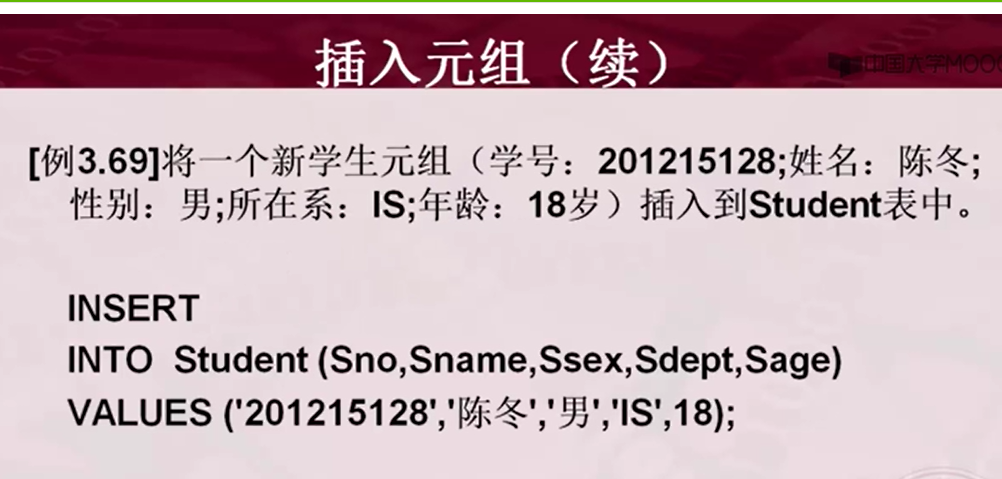 插入元组（续）
中国大学MOOC
[例3.69]将一个新学生元组（学号：201215128;姓名：陈冬;
性别：男;所在系：IS;年龄：18岁）插入到Student表中。
INSERT
INTO Student (Sno,Sname,Ssex,Sdept,Sage)
VALUES ('201215128','陈冬','男','IS',18);